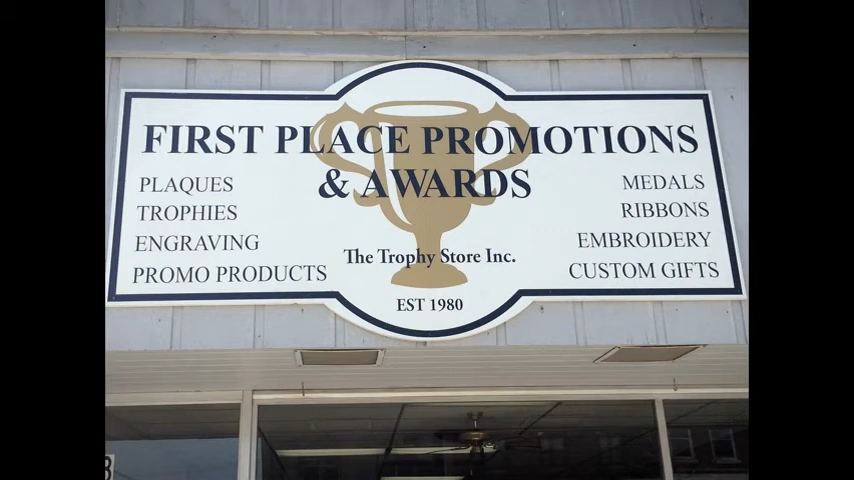 FIRST PLACE PROMOTIONS
& AWARDS
PLAQUES
TROPHIES
ENGRAVING
PROMO PRODUCTS
The Trophy Store Inc.
EST 1980
MEDALS
RIBBONS
EMBROIDERY
CUSTOM GIFTS